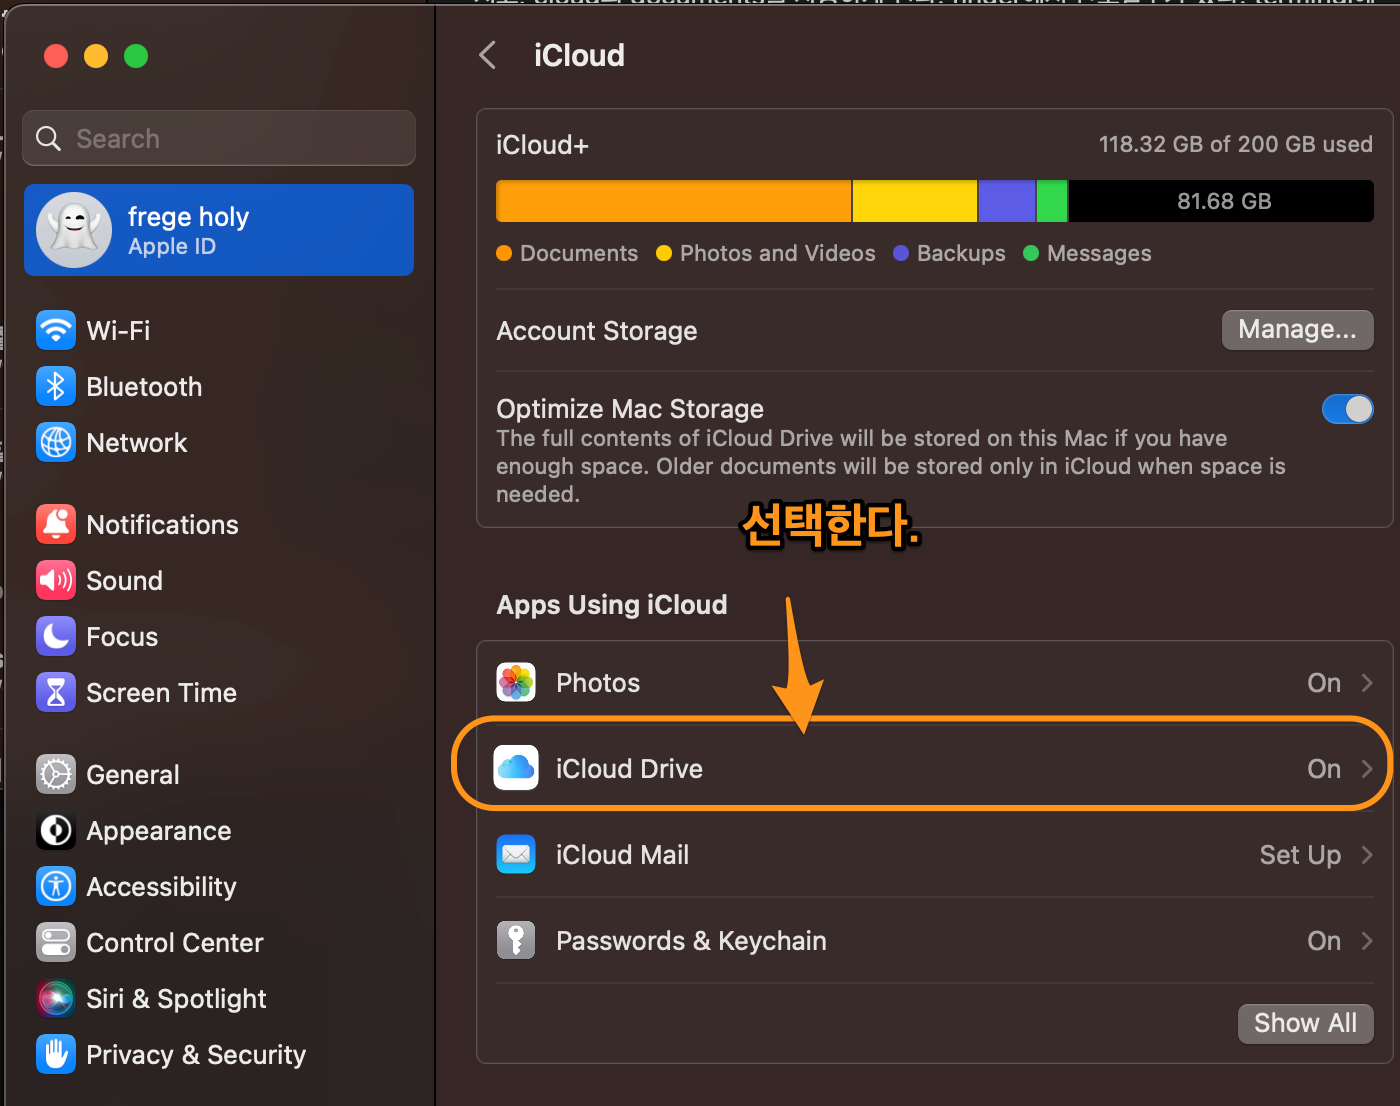 iCloud
Search
frege holy
Apple ID
Wi-Fi
Bluetooth
Network
Notifications
Sound
Focus
Screen Time
General
Appearance
Accessibility
Control Center
Siri & Spotlight
Privacy & Security
iCloud+
118.32 GB of 200 GB used
81.68 GB
Documents
Photos and Videos
Backups
Messages
Account Storage
Manage...
Optimize Mac Storage
The full contents of iCloud Drive will be stored on this Mac if you have
enough space. Older documents will be stored only in iCloud when space is
needed.
선택한다.
Apps Using iCloud
Photos
On
iCloud Drive
On
iCloud Mail
Set Up
Passwords & Keychain
On
Show All